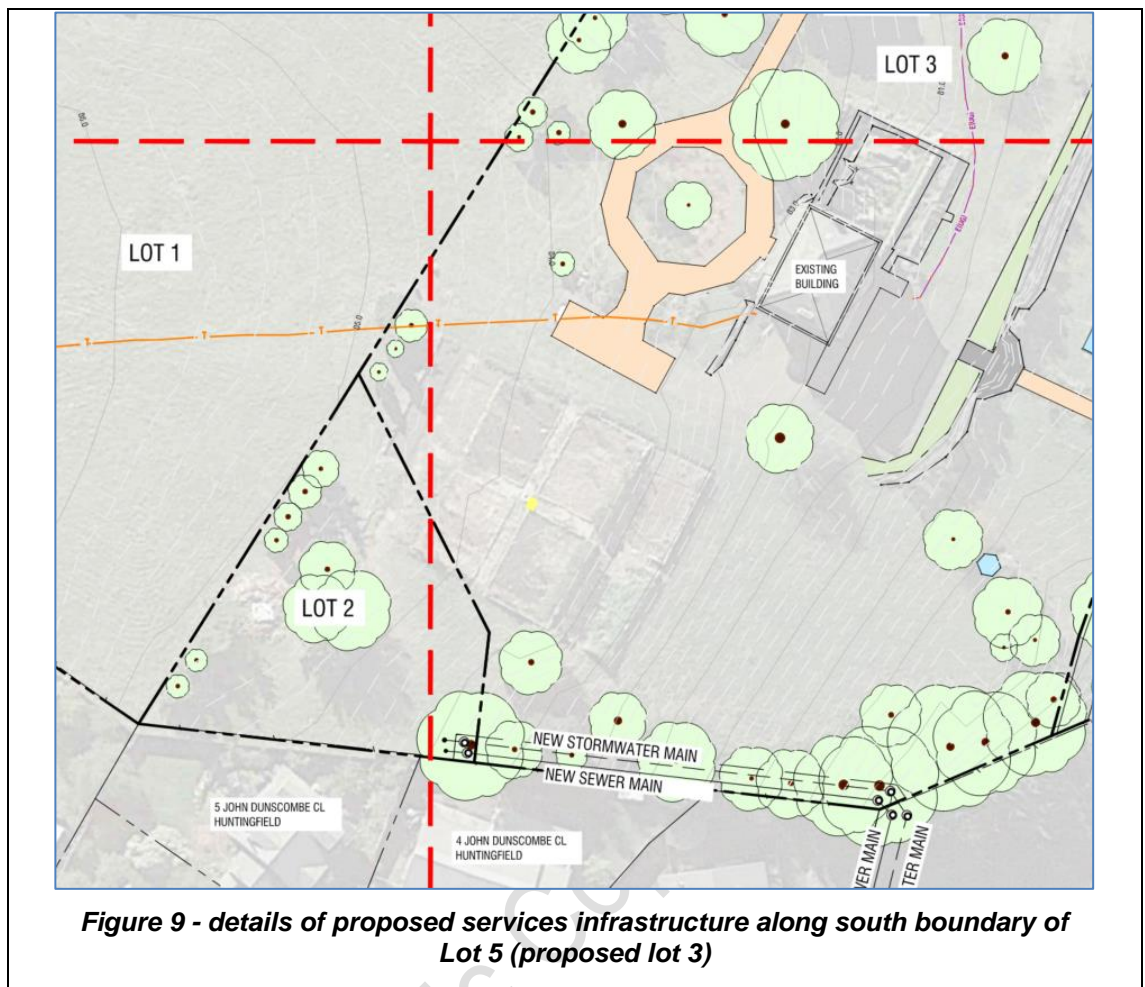 LOT 3
LOT 1
EXISTING
BUILDING
LOT 2
NEW STORMWATER MAIN
NEW SEWER MAIN
5 JOHN DUNSCOMBE CL
HUNTINGFIELD
4 JOHN DUNSCOMBE CL
HUNTINGFIELD
VER MAIN
TER MAIN
Figure 9 - details of proposed services infrastructure along south boundary of
Lot 5 (proposed lot 3)